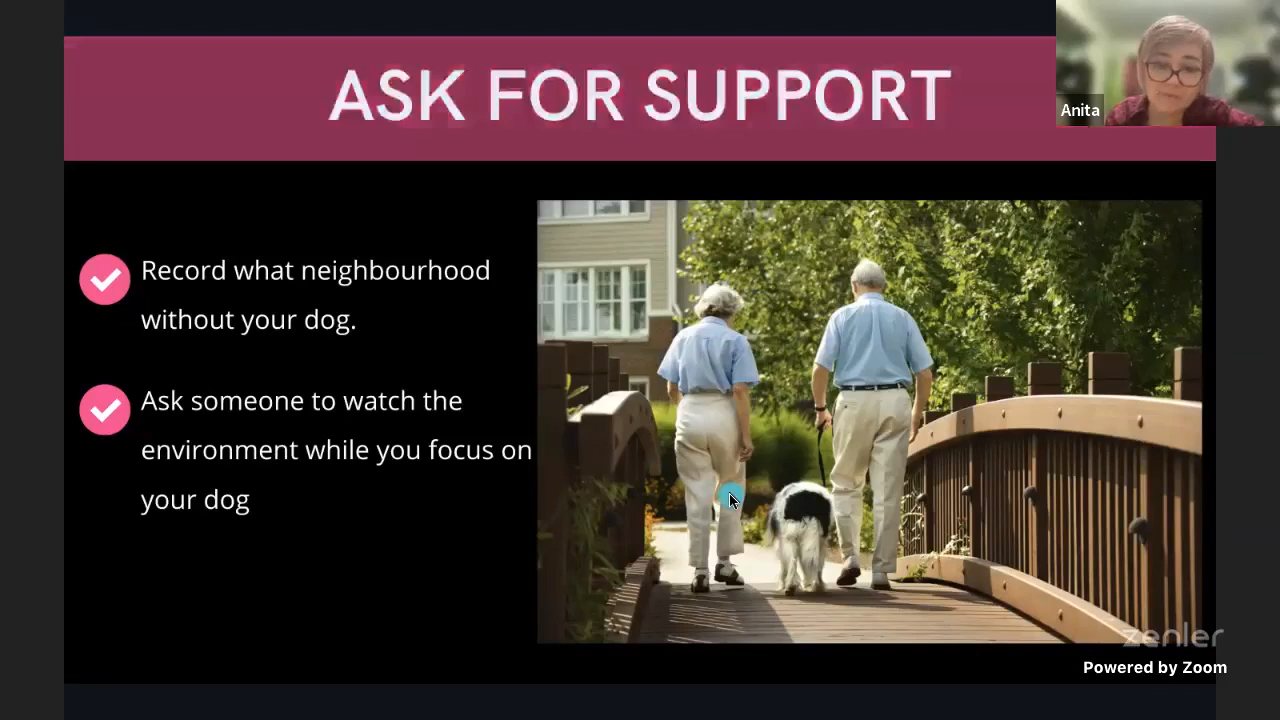 ASK FOR SUPPORT
Anita
Record what neighbourhood
without your dog.
Ask someone to watch the
environment while you focus on
your dog
zenler
Powered by Zoom